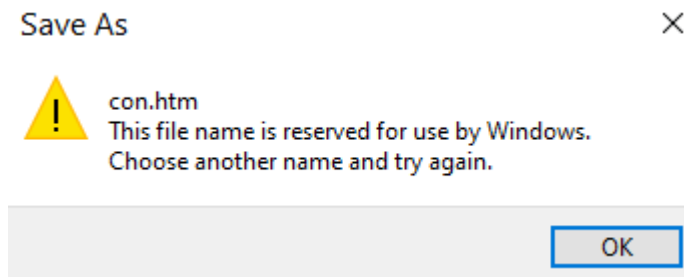 Save As
con.htm
This file name is reserved for use by Windows.
Choose another name and try again.
OK